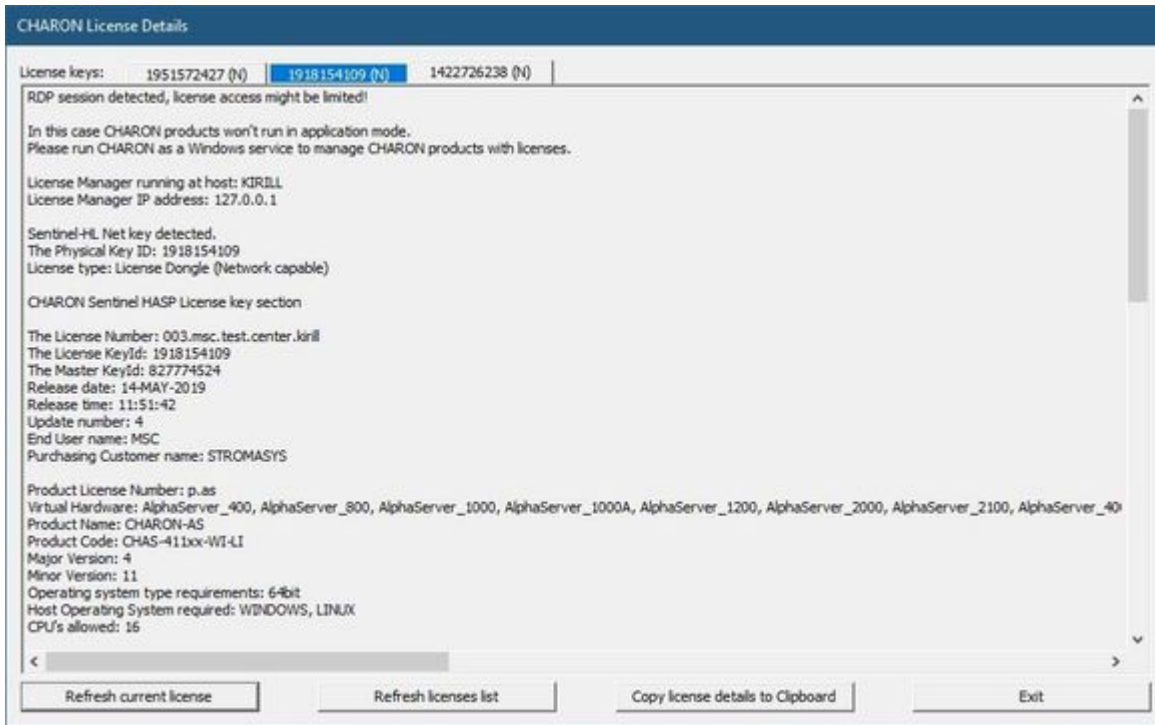 CHARON License Details
License keys: 1951572427 (N) 1918154109 (N) 1422726238 (N)
RDP session detected, license access might be limited!
In this case CHARON products won't run in application mode.
Please run CHARON as a Windows service to manage CHARON products with licenses.
License Manager running at host: KIRILL
License Manager IP address: 127.0.0.1
Sentinel-HL Net key detected.
The Physical Key ID: 1918154109
License type: License Dongle (Network capable)
CHARON Sentinel HASP License key section
The License Number: 003.msc.test.center.kirill
The License KeyId: 1918154109
The Master KeyId: 827774524
Release date: 14-MAY-2019
Release time: 11:51:42
Update number: 4
End User name: MSC
Purchasing Customer name: STROMASYS
Product License Number: p.as
Virtual Hardware: AlphaServer_400, AlphaServer_800, AlphaServer_1000, AlphaServer_1000A, AlphaServer_1200, AlphaServer_2000, AlphaServer_2100, AlphaServer_40
Product Name: CHARON-AS
Product Code: CHAS-411xx-WI-LI
Major Version: 4
Minor Version: 11
Operating system type requirements: 64bit
Host Operating System required: WINDOWS, LINUX
CPU's allowed: 16
Refresh current license Refresh licenses list Copy license details to Clipboard Exit